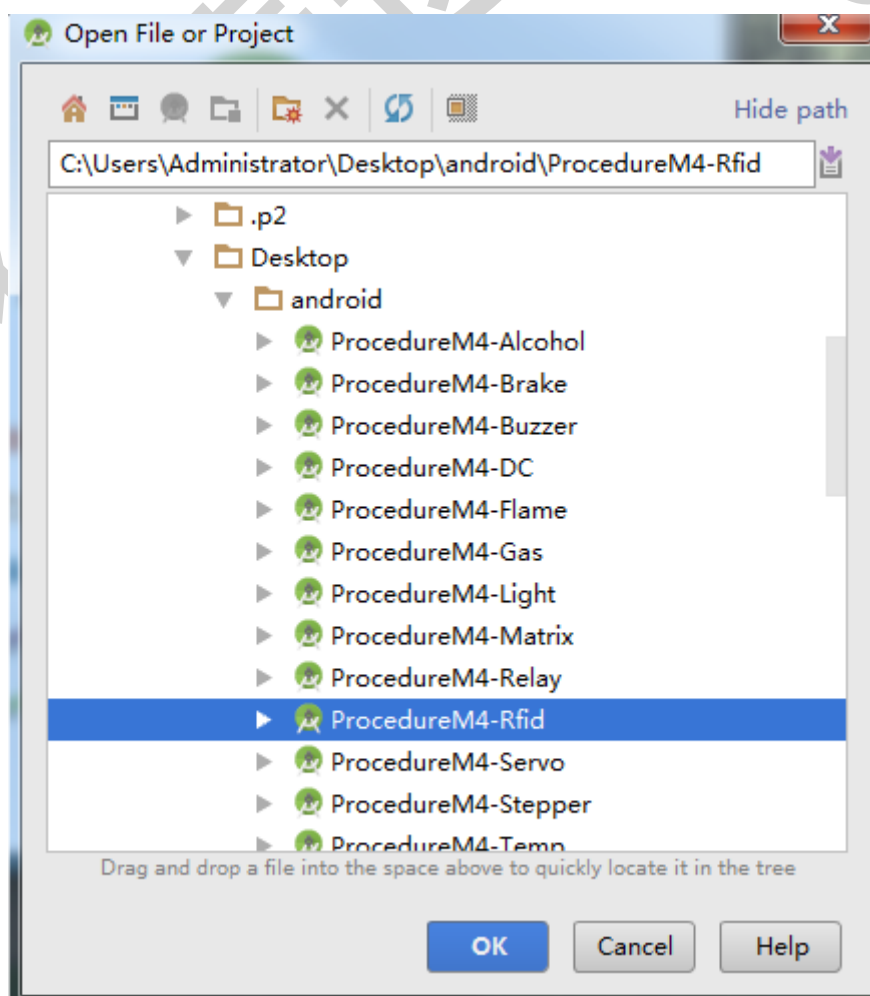 Open File or Project
Hide path
C:\Users\Administrator\Desktop\android\ProcedureM4-Rfid
.p2
Desktop
android
ProcedureM4-Alcohol
ProcedureM4-Brake
ProcedureM4-Buzzer
ProcedureM4-DC
ProcedureM4-Flame
ProcedureM4-Gas
ProcedureM4-Light
ProcedureM4-Matrix
ProcedureM4-Relay
ProcedureM4-Rfid
ProcedureM4-Servo
ProcedureM4-Stepper
ProcedureM4-Temp
Drag and drop a file into the space above to quickly locate it in the tree
OK Cancel Help